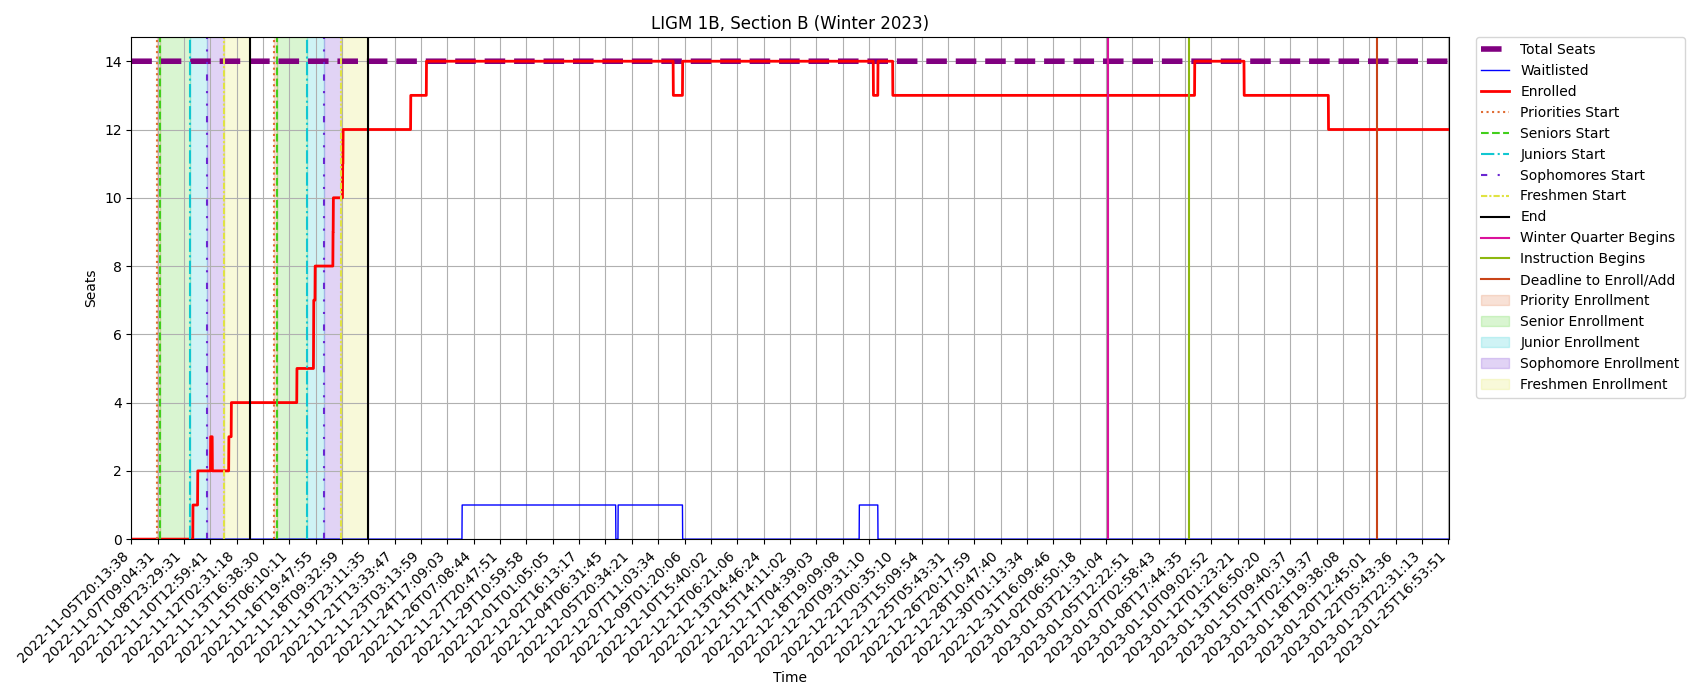 LIGM 1B, Section B (Winter 2023)
Seats
14
12
10
8
6
4
2
0
2022-11-05T20:13:38
2022-11-07T09:04:31
2022-11-08T23:29:31
2022-11-10T12:59:41
2022-11-12T02:31:18
2022-11-13T16:38:30
2022-11-15T06:10:11
2022-11-16T19:47:55
2022-11-18T09:32:59
2022-11-19T23:11:35
2022-11-21T13:33:47
2022-11-23T03:13:59
2022-11-24T17:09:03
2022-11-26T07:08:44
2022-11-27T20:47:51
2022-11-29T10:59:58
2022-12-01T01:05:05
2022-12-02T16:13:17
2022-12-04T06:31:45
2022-12-05T20:34:21
2022-12-07T11:03:34
2022-12-09T01:20:06
2022-12-10T15:40:02
2022-12-12T06:21:06
2022-12-13T04:46:24
2022-12-15T14:11:02
2022-12-17T04:39:03
2022-12-18T19:09:08
2022-12-20T09:31:10
2022-12-22T00:35:10
2022-12-23T15:09:54
2022-12-25T05:43:31
2022-12-26T20:17:59
2022-12-28T10:47:40
2022-12-30T01:13:34
2022-12-31T16:09:46
2023-01-02T06:50:18
2023-01-03T21:31:04
2023-01-05T12:22:51
2023-01-07T02:58:43
2023-01-08T17:44:35
2023-01-10T09:02:52
2023-01-12T01:23:21
2023-01-13T16:50:20
2023-01-15T09:40:37
2023-01-17T02:19:37
2023-01-18T19:38:08
2023-01-20T12:45:01
2023-01-22T05:43:36
2023-01-23T22:31:13
2023-01-25T16:53:51
Time
Total Seats
Waitlisted
Enrolled
Priorities Start
Seniors Start
Juniors Start
Sophomores Start
Freshmen Start
End
Winter Quarter Begins
Instruction Begins
Deadline to Enroll/Add
Priority Enrollment
Senior Enrollment
Junior Enrollment
Sophomore Enrollment
Freshmen Enrollment